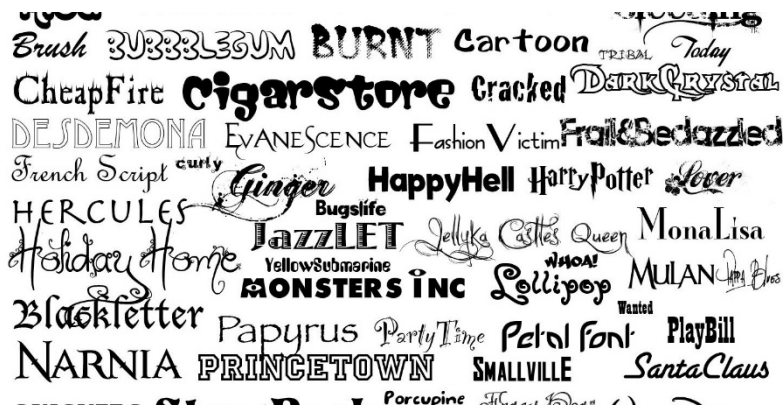 Brush BUBBBLEGUM BURNT Cartoon TRIBAL Today
CheapFire CigarStore Cracked DARKCRYSTAL
DESDEMONA EVANESCENCE Fashion Victim Frail&Bedazzled
French Script curly Ginger HappyHell HarryPotter Lover
HERCULES Bugslife
Holiday Home JazzLET Jellyka Castle's Queen MonaLisa
YellowSubmarine WHOA!
MONSTERS INC Lollipop MULAN
Blackletter Wanted
Papyrus PartyTime Petal Font PlayBill
NARNIA PRINCETOWN SMALLVILLE SantaClaus
Porcupine